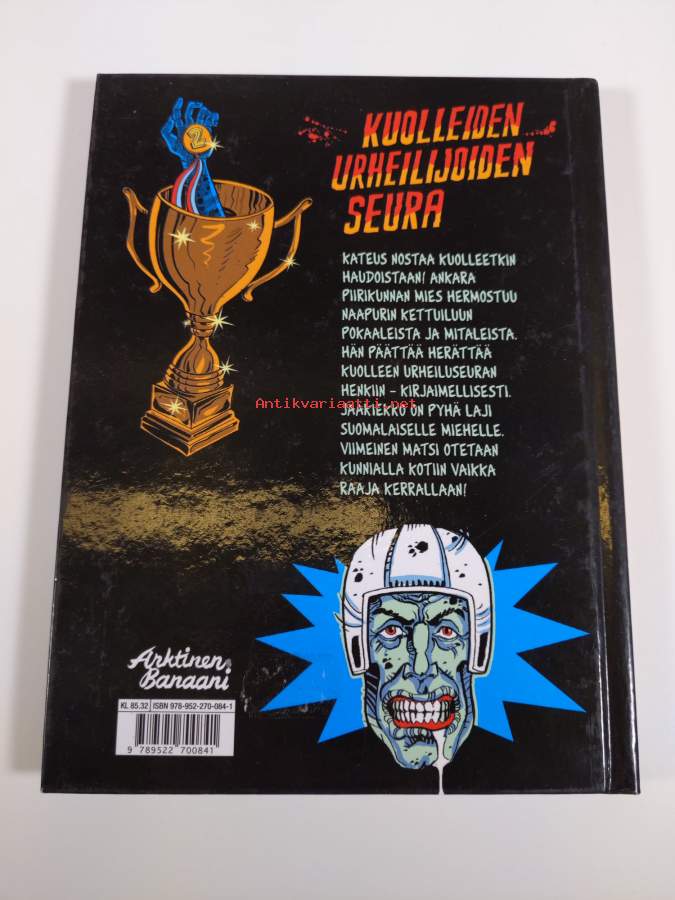 2
KUOLLEIDEN
URHEILIJOIDEN
SEURA
KATEUS NOSTAA KUOLLEETKIN
HAUDOISTAAN! ANKARA
PIIRIKUNNAN MIES HERMOSTUU
NAAPURIN KETTUILUUN
POKAALEISTA JA MITALEISTA.
HÄN PÄÄTTÄÄ HERÄTTÄÄ
KUOLLEEN URHEILUSEURAN
HENKIIN – KIRJAIMELLISESTI.
JÄÄKIEKKO ON PYHÄ LAJI
SUOMALAISELLE MIEHELLE.
VIIMEINEN MATSI OTETAAN
KUNNIALLA KOTIIN VAIKKA
RAAJA KERRALLAAN!
Antikvariaatti.net
Arktinen
Banaani
KL 85.32 ISBN 978-952-270-084-1
9 789522 700841